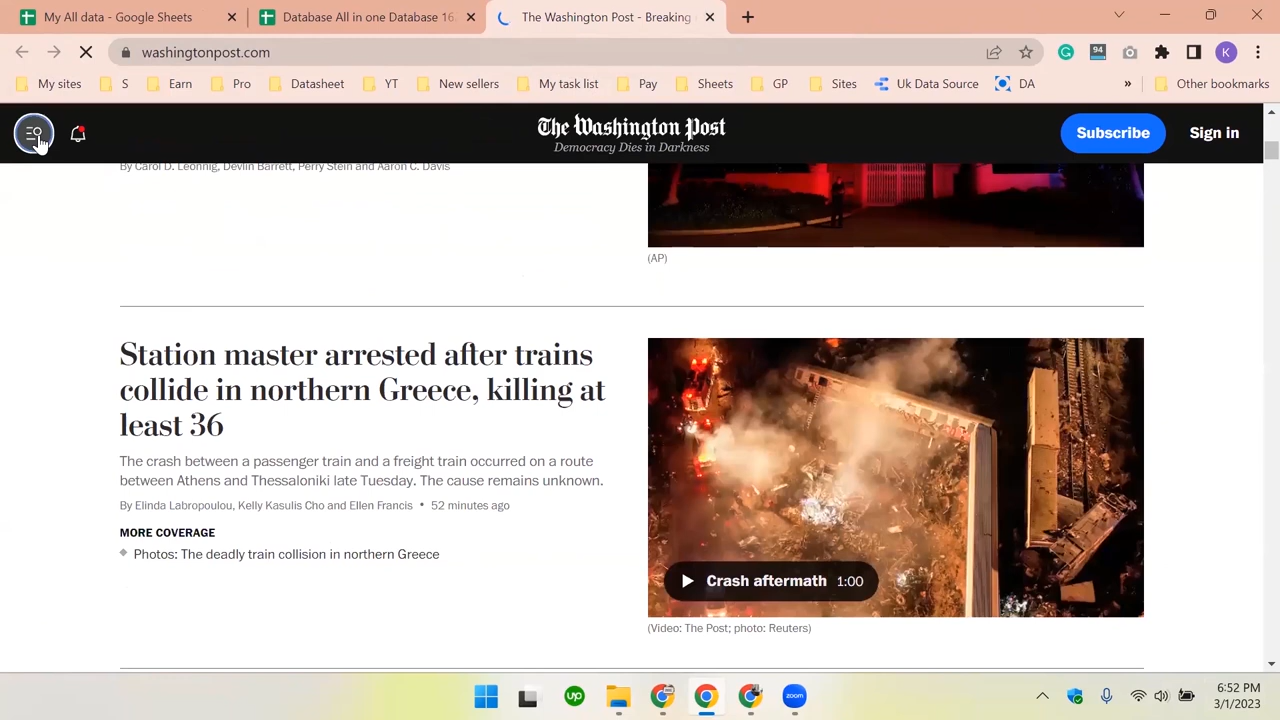 My All data - Google Sheets
Database All in one Database 16
The Washington Post - Breaking
washingtonpost.com
94
K
My sites
S
Earn
Pro
Datasheet
YT
New sellers
My task list
Pay
Sheets
GP
Sites
Uk Data Source
DA
»
Other bookmarks
The Washington Post
Democracy Dies in Darkness
Subscribe
Sign in
By Carol D. Leonnig, Devlin Barrett, Perry Stein and Aaron C. Davis
(AP)
Station master arrested after trains
collide in northern Greece, killing at
least 36
The crash between a passenger train and a freight train occurred on a route
between Athens and Thessaloniki late Tuesday. The cause remains unknown.
By Elinda Labropoulou, Kelly Kasulis Cho and Ellen Francis • 52 minutes ago
MORE COVERAGE
Photos: The deadly train collision in northern Greece
Crash aftermath 1:00
(Video: The Post; photo: Reuters)
up
zoom
6:52 PM
3/1/2023